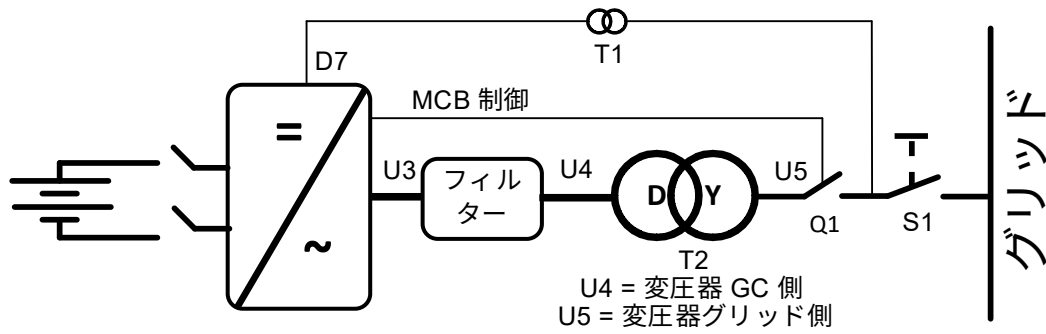 T1
D7
MCB 制御
=
~
U3
フィル
ター
U4
D
Y
U5
Q1
S1
グリッド
T2
U4 = 変圧器 GC 側
U5 = 変圧器グリッド側